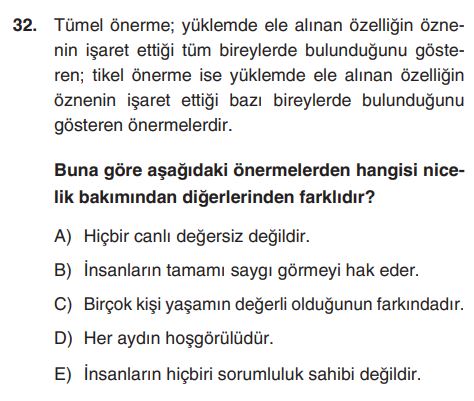 32. Tümel önerme; yüklemde ele alınan özelliğin özne-
nin işaret ettiği tüm bireylerde bulunduğunu göste-
ren; tikel önerme ise yüklemde ele alınan özelliğin
öznenin işaret ettiği bazı bireylerde bulunduğunu
gösteren önermelerdir.
Buna göre aşağıdaki önermelerden hangisi nice-
lik bakımından diğerlerinden farklıdır?
A) Hiçbir canlı değersiz değildir.
B) İnsanların tamamı saygı görmeyi hak eder.
C) Birçok kişi yaşamın değerli olduğunun farkındadır.
D) Her aydın hoşgörülüdür.
E) İnsanların hiçbiri sorumluluk sahibi değildir.